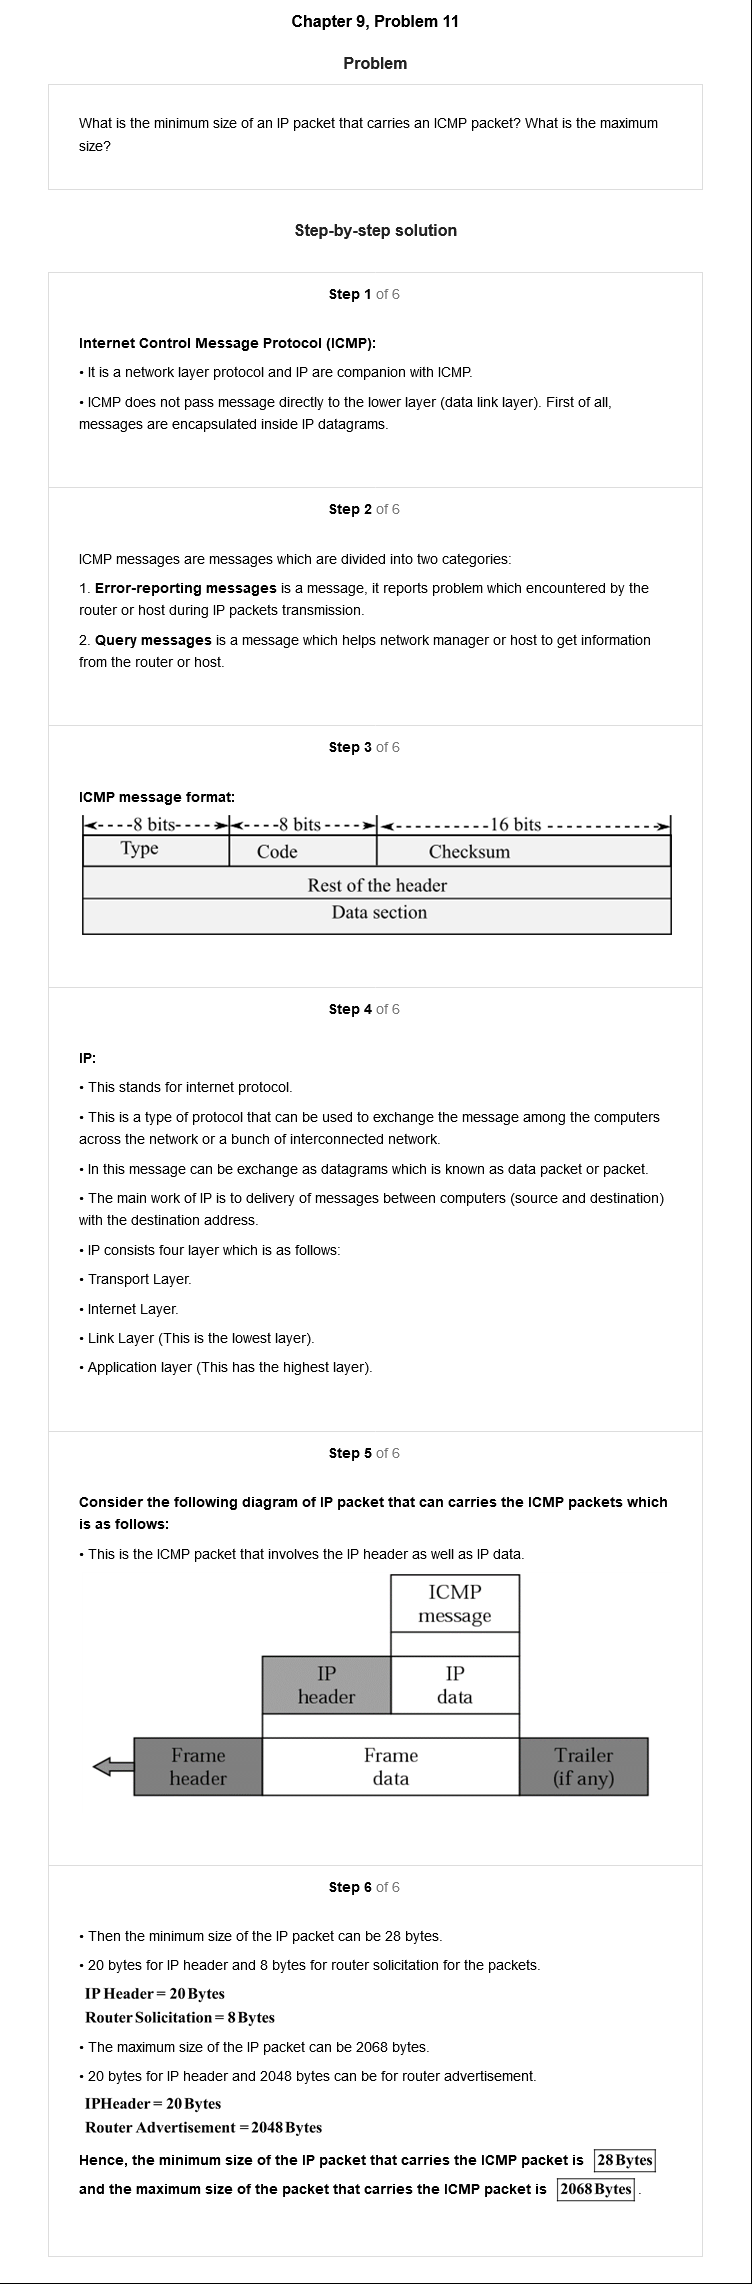 Chapter 9, Problem 11
Problem
What is the minimum size of an IP packet that carries an ICMP packet? What is the maximum
size?
Step-by-step solution
Step 1 of 6
Internet Control Message Protocol (ICMP):
• It is a network layer protocol and IP are companion with ICMP.
• ICMP does not pass message directly to the lower layer (data link layer). First of all,
messages are encapsulated inside IP datagrams.
Step 2 of 6
ICMP messages are messages which are divided into two categories:
1. Error-reporting messages is a message, it reports problem which encountered by the
router or host during IP packets transmission.
2. Query messages is a message which helps network manager or host to get information
from the router or host.
Step 3 of 6
ICMP message format:
8 bits 8 bits 16 bits
Type Code Checksum
Rest of the header
Data section
Step 4 of 6
IP:
• This stands for internet protocol.
• This is a type of protocol that can be used to exchange the message among the computers
across the network or a bunch of interconnected network.
• In this message can be exchange as datagrams which is known as data packet or packet.
• The main work of IP is to delivery of messages between computers (source and destination)
with the destination address.
• IP consists four layer which is as follows:
• Transport Layer.
• Internet Layer.
• Link Layer (This is the lowest layer).
• Application layer (This has the highest layer).
Step 5 of 6
Consider the following diagram of IP packet that can carries the ICMP packets which
is as follows:
• This is the ICMP packet that involves the IP header as well as IP data.
ICMP
message
IP
header
IP
data
Frame
header
Frame
data
Trailer
(if any)
Step 6 of 6
• Then the minimum size of the IP packet can be 28 bytes.
• 20 bytes for IP header and 8 bytes for router solicitation for the packets.
IP Header = 20 Bytes
Router Solicitation = 8 Bytes
• The maximum size of the IP packet can be 2068 bytes.
• 20 bytes for IP header and 2048 bytes can be for router advertisement.
IPHeader = 20 Bytes
Router Advertisement = 2048 Bytes
Hence, the minimum size of the IP packet that carries the ICMP packet is 28 Bytes
and the maximum size of the packet that carries the ICMP packet is 2068 Bytes .